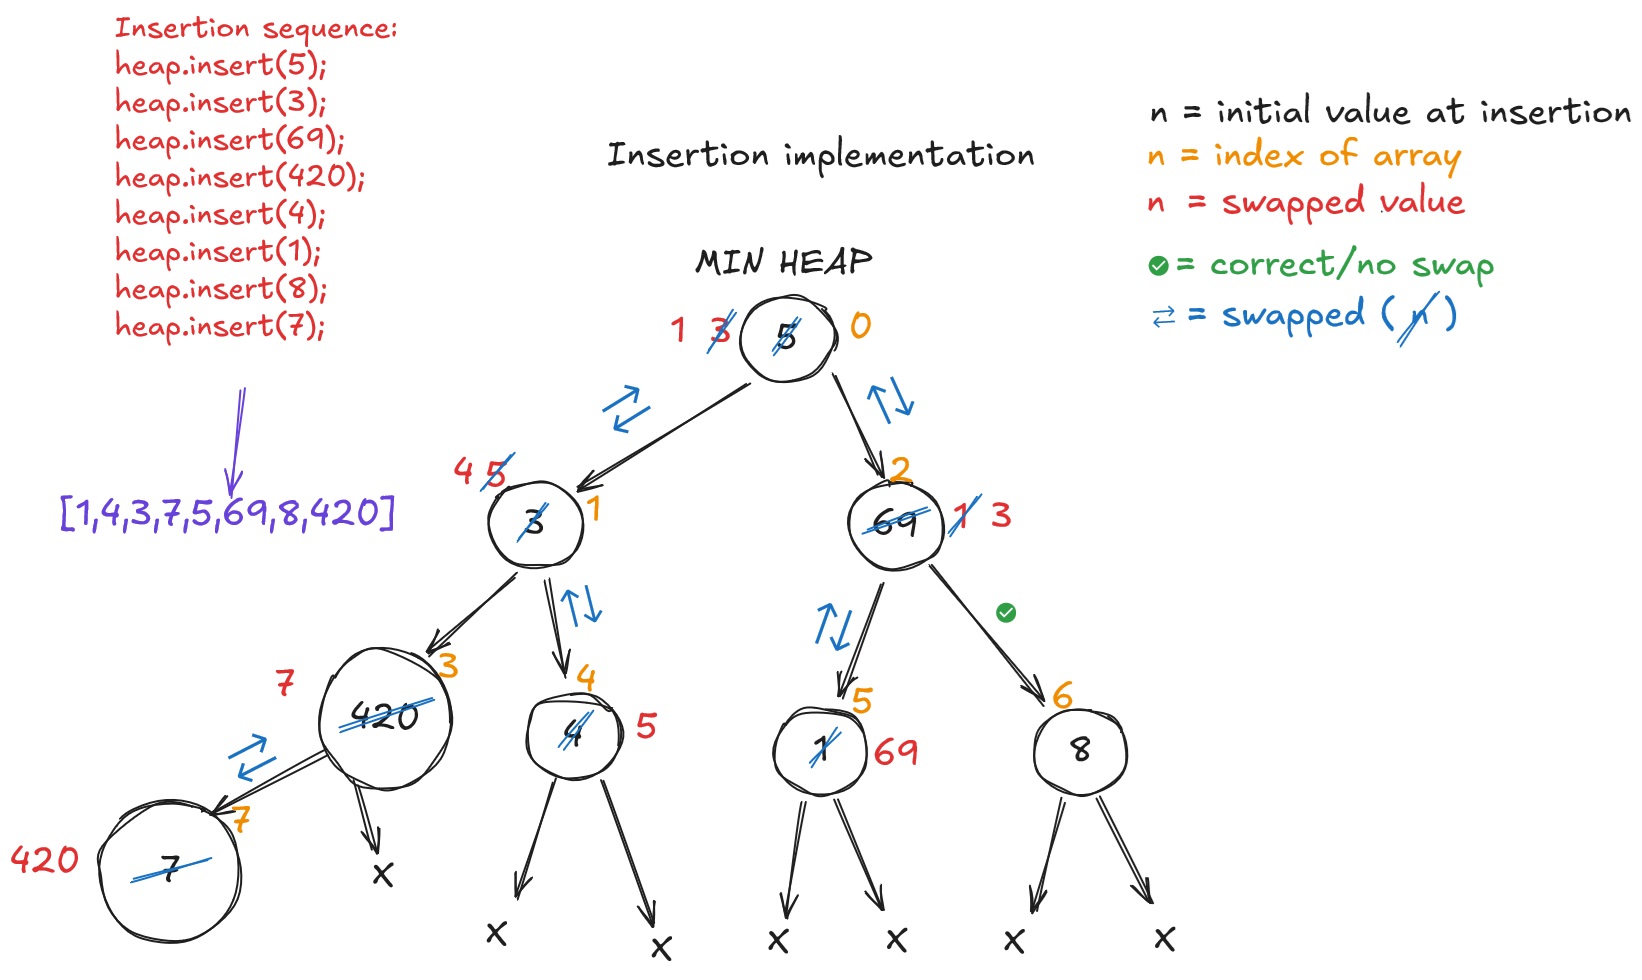 Insertion sequence:
heap.insert(5);
heap.insert(3);
heap.insert(69);
heap.insert(420);
heap.insert(4);
heap.insert(1);
heap.insert(8);
heap.insert(7);
[1,4,3,7,5,69,8,420]
Insertion implementation
n = initial value at insertion
n = index of array
n = swapped value
= correct/no swap
⇄ = swapped ( n )
MIN HEAP
1 3 5 0
4 5
3 1
2
69 1 3
7 420 3
4
4 5
5
1 69
6
8
420 7 7
x
x x x x x x